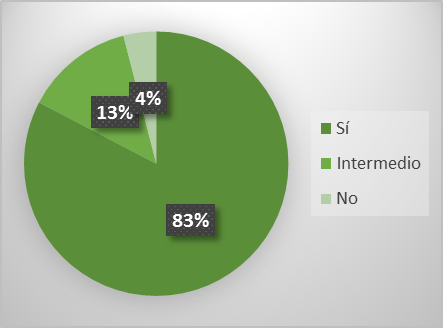 4%
13%
83%
Sí
Intermedio
No